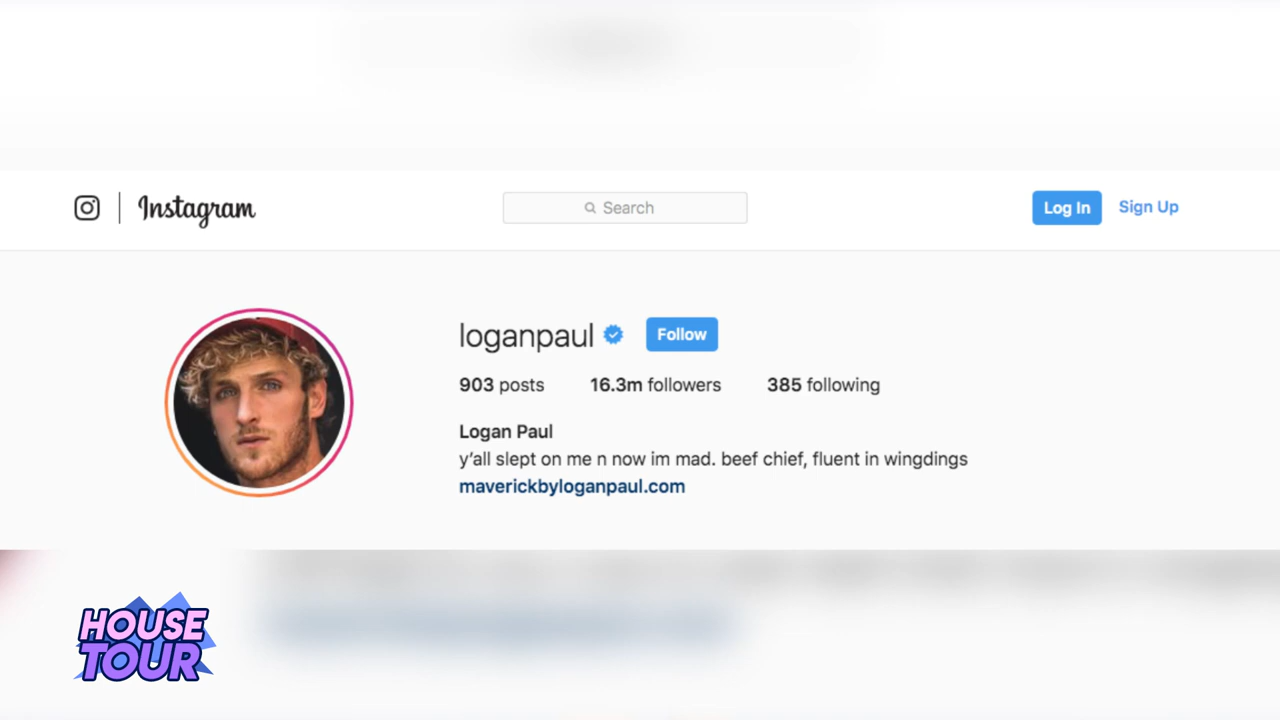 Instagram
Search
Log In
Sign Up
loganpaul
Follow
903 posts
16.3m followers
385 following
Logan Paul
y'all slept on me n now im mad. beef chief, fluent in wingdings
maverickbyloganpaul.com
HOUSE
TOUR